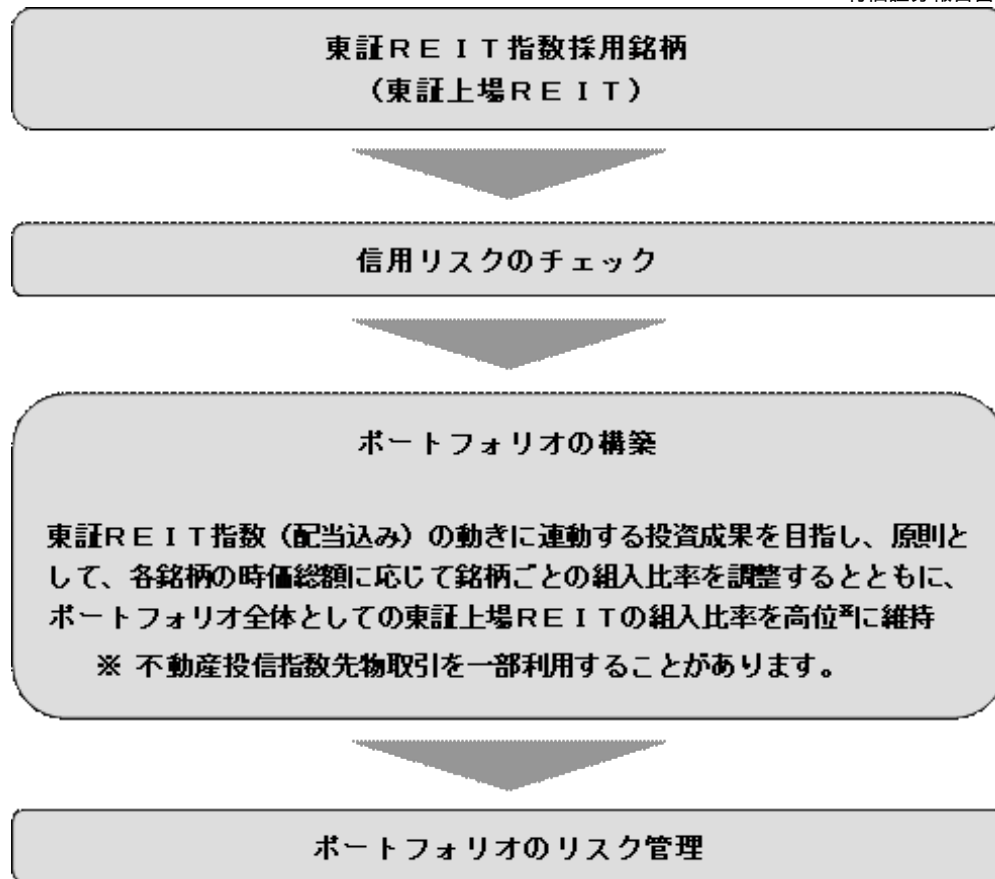 東証ＲＥＩＴ指数採用銘柄
（東証上場ＲＥＩＴ）
信用リスクのチェック
ポートフォリオの構築
東証ＲＥＩＴ指数（配当込み）の動きに連動する投資成果を目指し、原則と
して、各銘柄の時価総額に応じて銘柄ごとの組入比率を調整するとともに、
ポートフォリオ全体としての東証上場ＲＥＩＴの組入比率を高位※に維持
※ 不動産投信指数先物取引を一部利用することがあります。
ポートフォリオのリスク管理